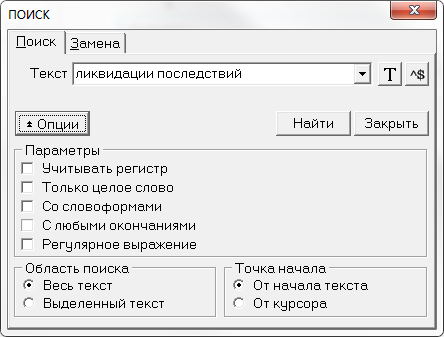 ПОИСК
Поиск Замена
Текст ликвидации последствий T ^$
Опции Найти Закрыть
Параметры
Учитывать регистр
Только целое слово
Со словоформами
С любыми окончаниями
Регулярное выражение
Область поиска Точка начала
Весь текст От начала текста
Выделенный текст От курсора